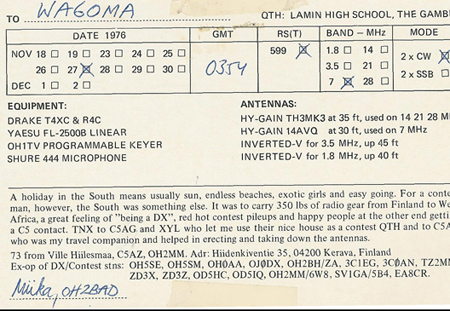 TO WA6OMA QTH: LAMIN HIGH SCHOOL, THE GAMB
DATE 1976 GMT RS(T) BAND – MHz MODE
NOV 18 □ 19 □ 23 □ 24 □ 25 □ 0354 599 ☒ 1.8 □ 14 □ 2 x CW ☒
26 □ 27 ☒ 28 □ 29 □ 30 □ 3.5 □ 21 □ 2 x SSB □
DEC 1 □ 2 □ 7 ☒ 28 □
EQUIPMENT: ANTENNAS:
DRAKE T4XC & R4C HY-GAIN TH3MK3 at 35 ft, used on 14 21 28 M
YAESU FL-2500B LINEAR HY-GAIN 14AVQ at 30 ft, used on 7 MHz
OH1TV PROGRAMMABLE KEYER INVERTED-V for 3.5 MHz, up 45 ft
SHURE 444 MICROPHONE INVERTED-V for 1.8 MHz, up 40 ft
A holiday in the South means usually sun, endless beaches, exotic girls and easy going. For a conte
man, however, the South was something else. It was to carry 350 lbs of radio gear from Finland to We
Africa, a great feeling of "being a DX", red hot contest pileups and happy people at the other end getti
a C5 contact. TNX to C5AG and XYL who let me use their nice house as a contest QTH and to C5A
who was my travel companion and helped in erecting and taking down the antennas.
73 from Ville Hiilesmaa, C5AZ, OH2MM. Adr: Hiidenkiventie 35, 04200 Kerava, Finland
Ex-op of DX/Contest stns: OH5SE, OH5SM, OHØAA, OJØDX, OH2BH/ZA, 3C1EG, 3CØAN, TZ2MM
ZD3X, ZD3Z, OD5HC, OD5IQ, OH2MM/6W8, SV1GA/5B4, EA8CR.
Miika, OH2BAD